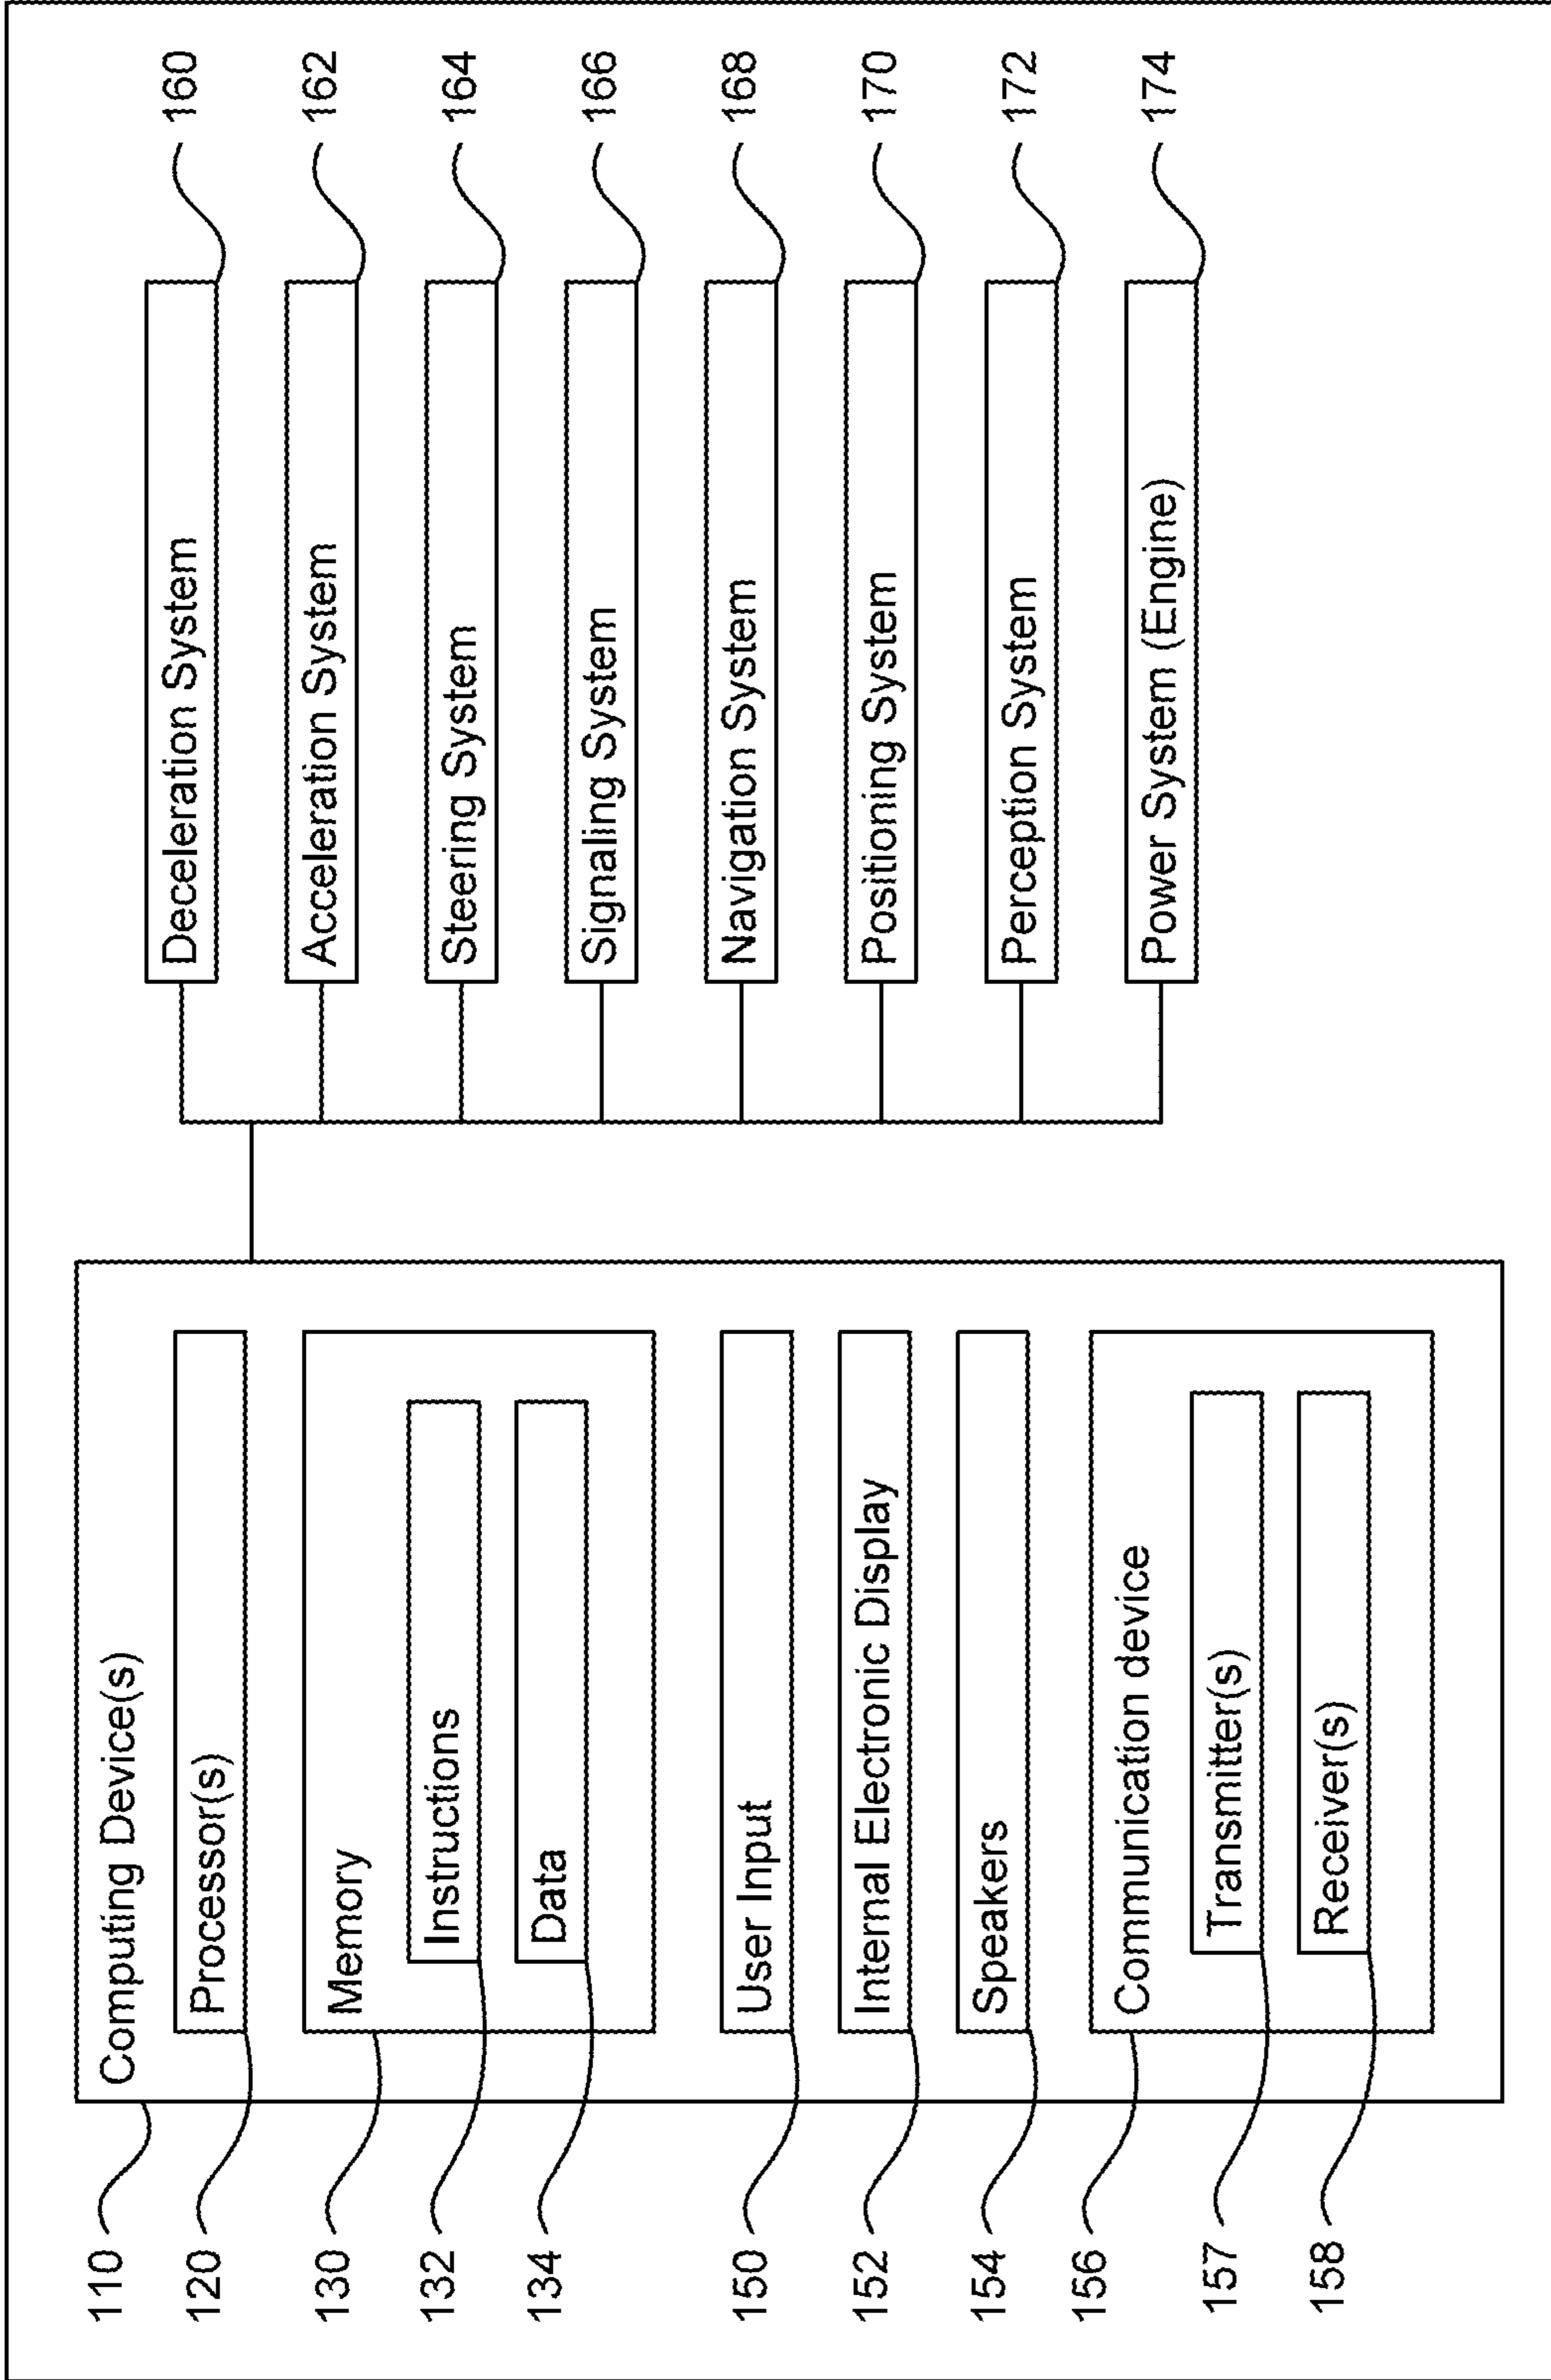 110
Computing Device(s)
120
Processor(s)
130
Memory
132
Instructions
134
Data
150
User Input
152
Internal Electronic Display
154
Speakers
156
Communication device
157
Transmitter(s)
158
Receiver(s)
Deceleration System
160
Acceleration System
162
Steering System
164
Signaling System
166
Navigation System
168
Positioning System
170
Perception System
172
Power System (Engine)
174